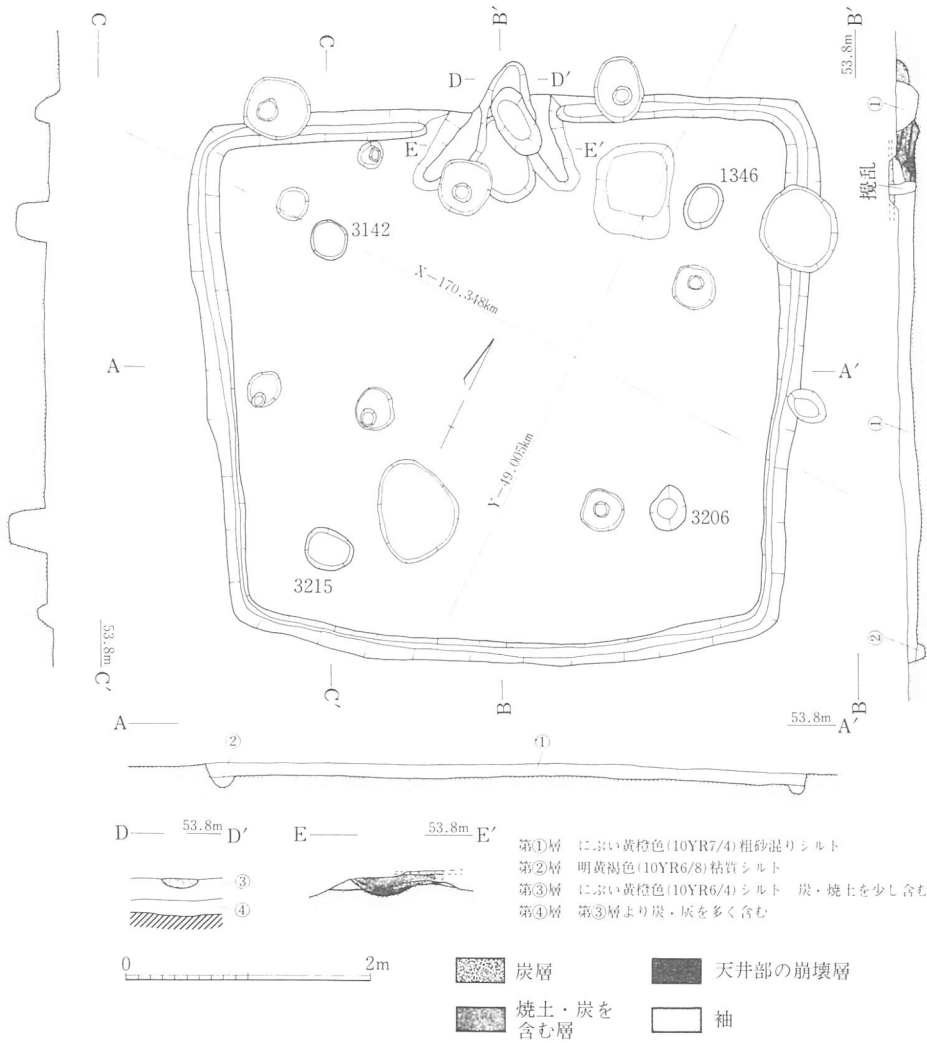 C
B′
53.8m
B′
C
D
D′
①
E
E′
1346
攪乱
3142
X−170.348km
A
A′
①
Y−49.005km
3206
3215
②
53.8m
C′
C′
B
B
A
53.8m
A′
②
①
D
53.8m
D′
E
53.8m
E′
③
④
第①層 にぶい黄橙色(10YR7/4)粗砂混りシルト
第②層 明黄褐色(10YR6/8)粘質シルト
第③層 にぶい黄橙色(10YR6/4)シルト 炭・焼土を少し含む
第④層 第③層より炭・灰を多く含む
0
2m
炭層
天井部の崩壊層
焼土・炭を
含む層
袖